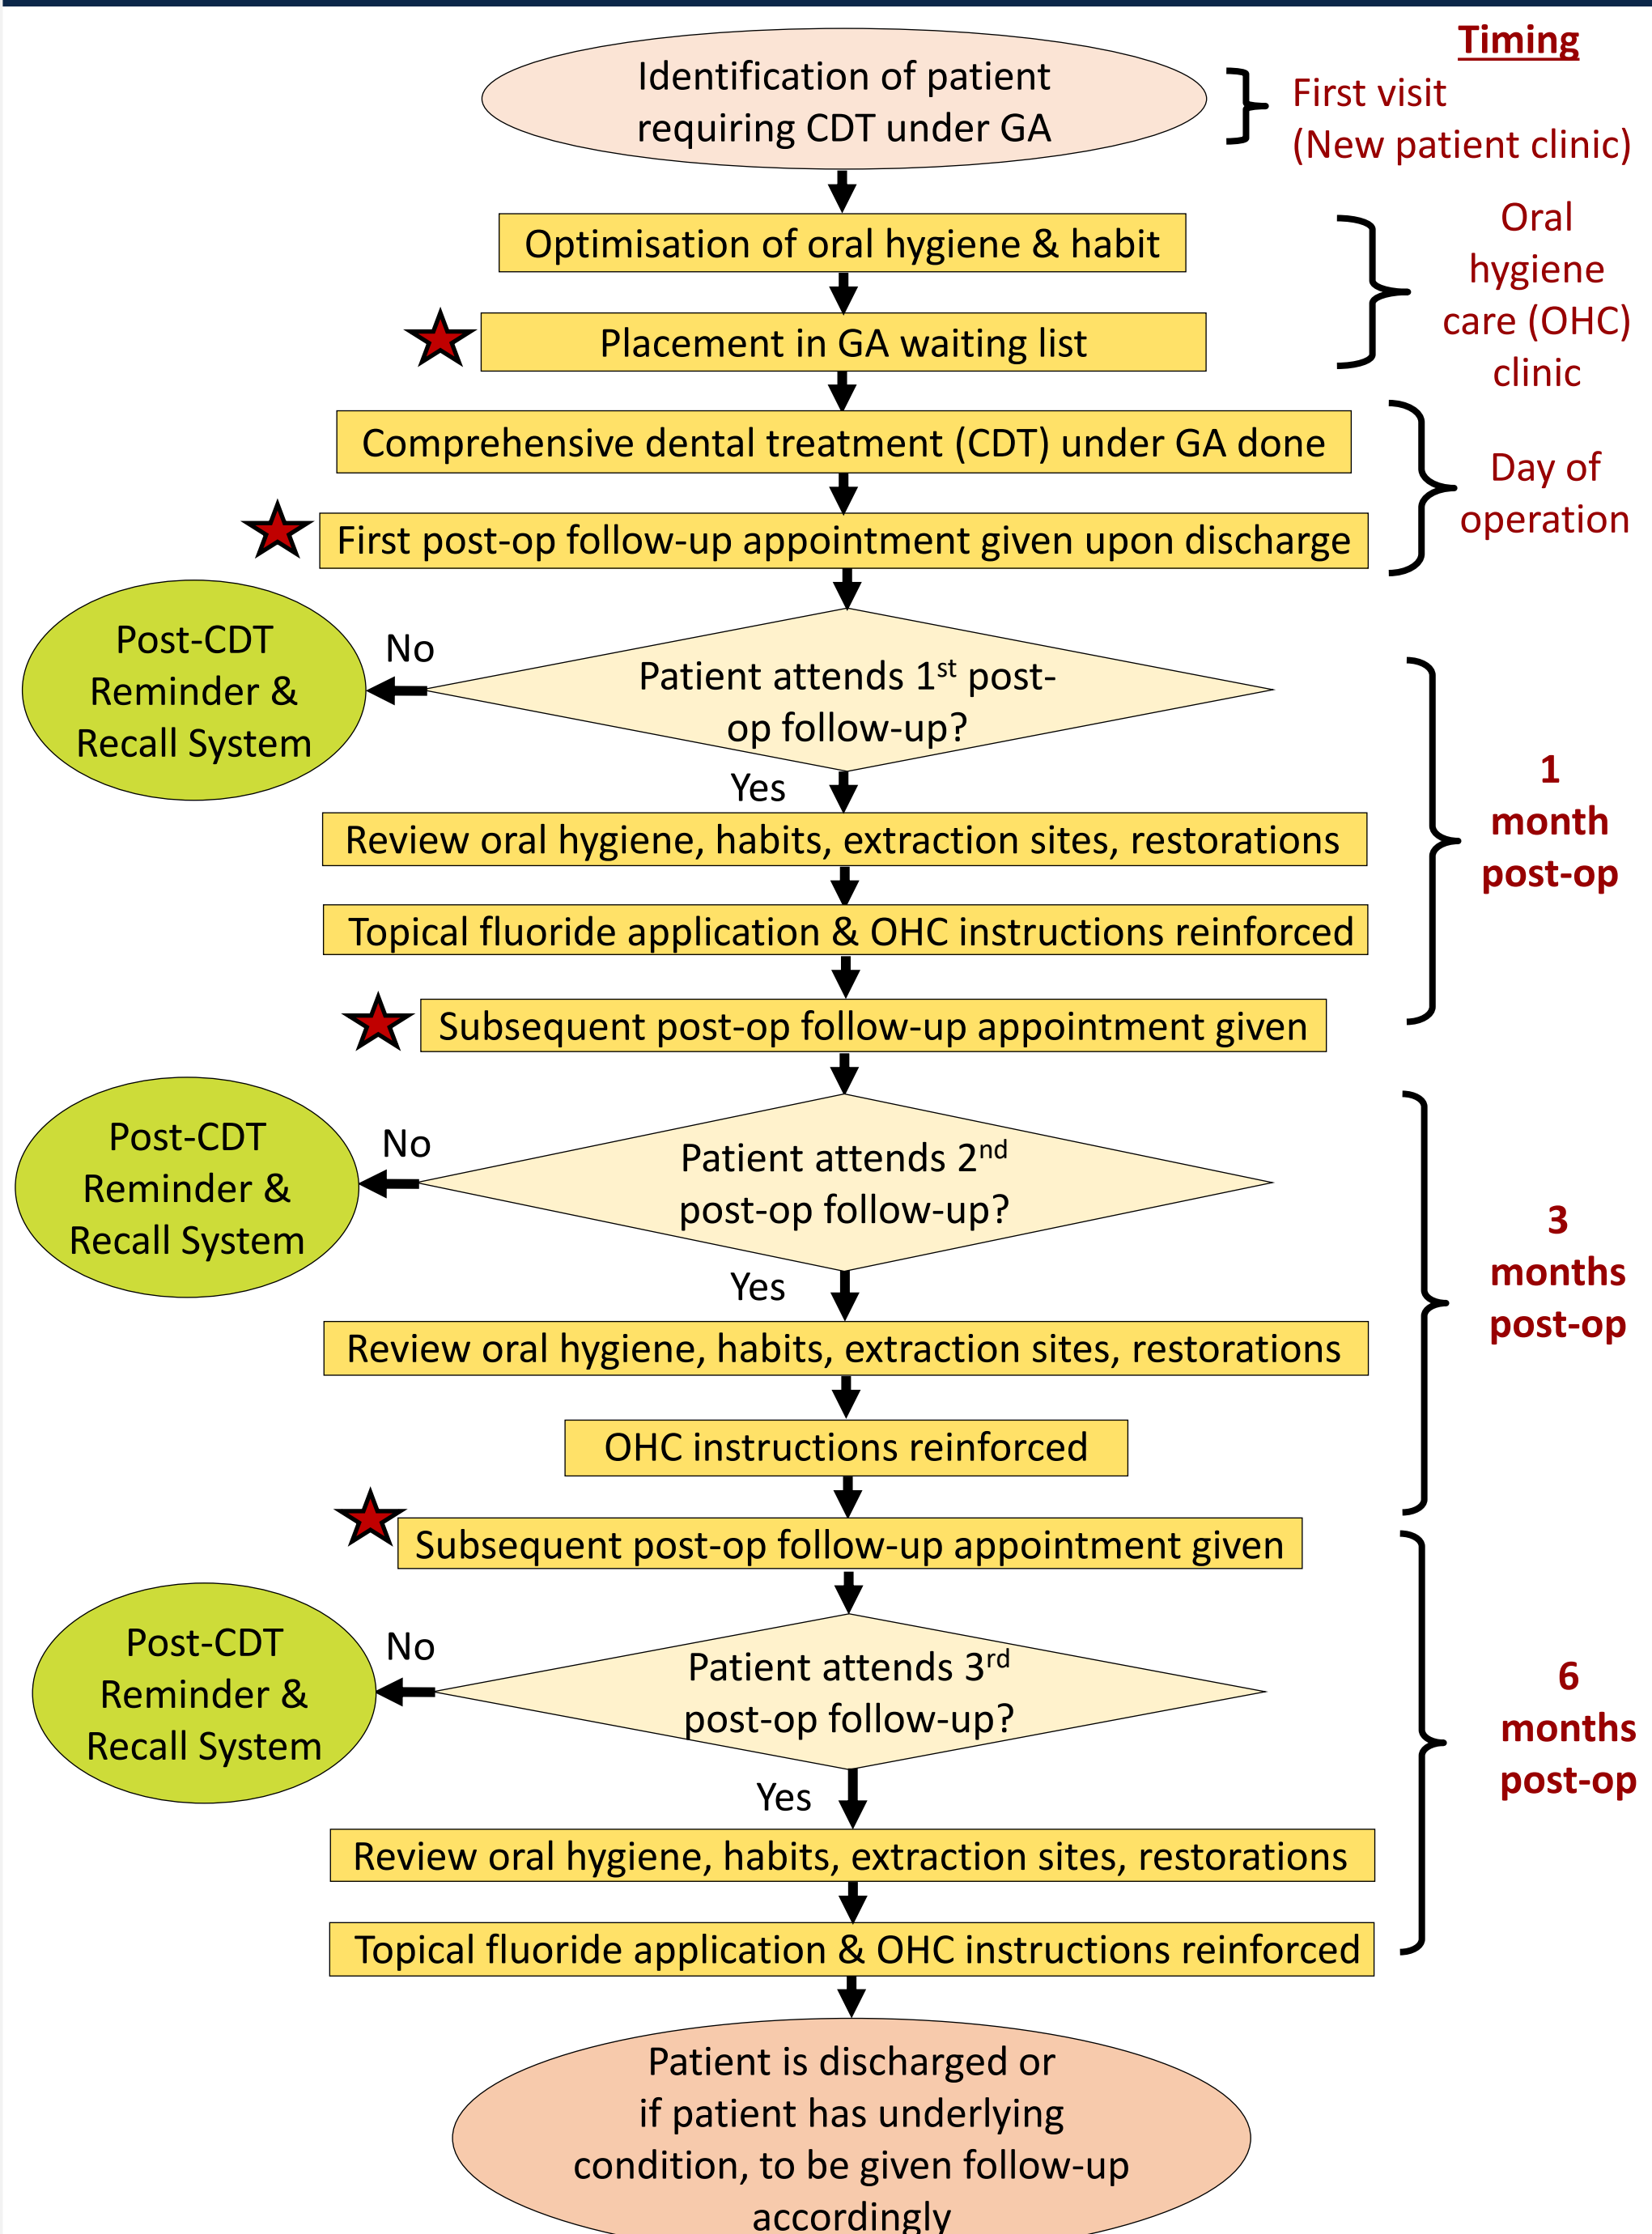 Timing
Identification of patient
requiring CDT under GA
First visit
(New patient clinic)
Optimisation of oral hygiene & habit
Placement in GA waiting list
Oral
hygiene
care (OHC)
clinic
Comprehensive dental treatment (CDT) under GA done
First post-op follow-up appointment given upon discharge
Day of
operation
Patient attends 1st post-
op follow-up?
No
Post-CDT
Reminder &
Recall System
Yes
Review oral hygiene, habits, extraction sites, restorations
Topical fluoride application & OHC instructions reinforced
Subsequent post-op follow-up appointment given
1
month
post-op
Patient attends 2nd
post-op follow-up?
No
Post-CDT
Reminder &
Recall System
Yes
Review oral hygiene, habits, extraction sites, restorations
OHC instructions reinforced
3
months
post-op
Subsequent post-op follow-up appointment given
Patient attends 3rd
post-op follow-up?
No
Post-CDT
Reminder &
Recall System
Yes
Review oral hygiene, habits, extraction sites, restorations
Topical fluoride application & OHC instructions reinforced
6
months
post-op
Patient is discharged or
if patient has underlying
condition, to be given follow-up
accordingly